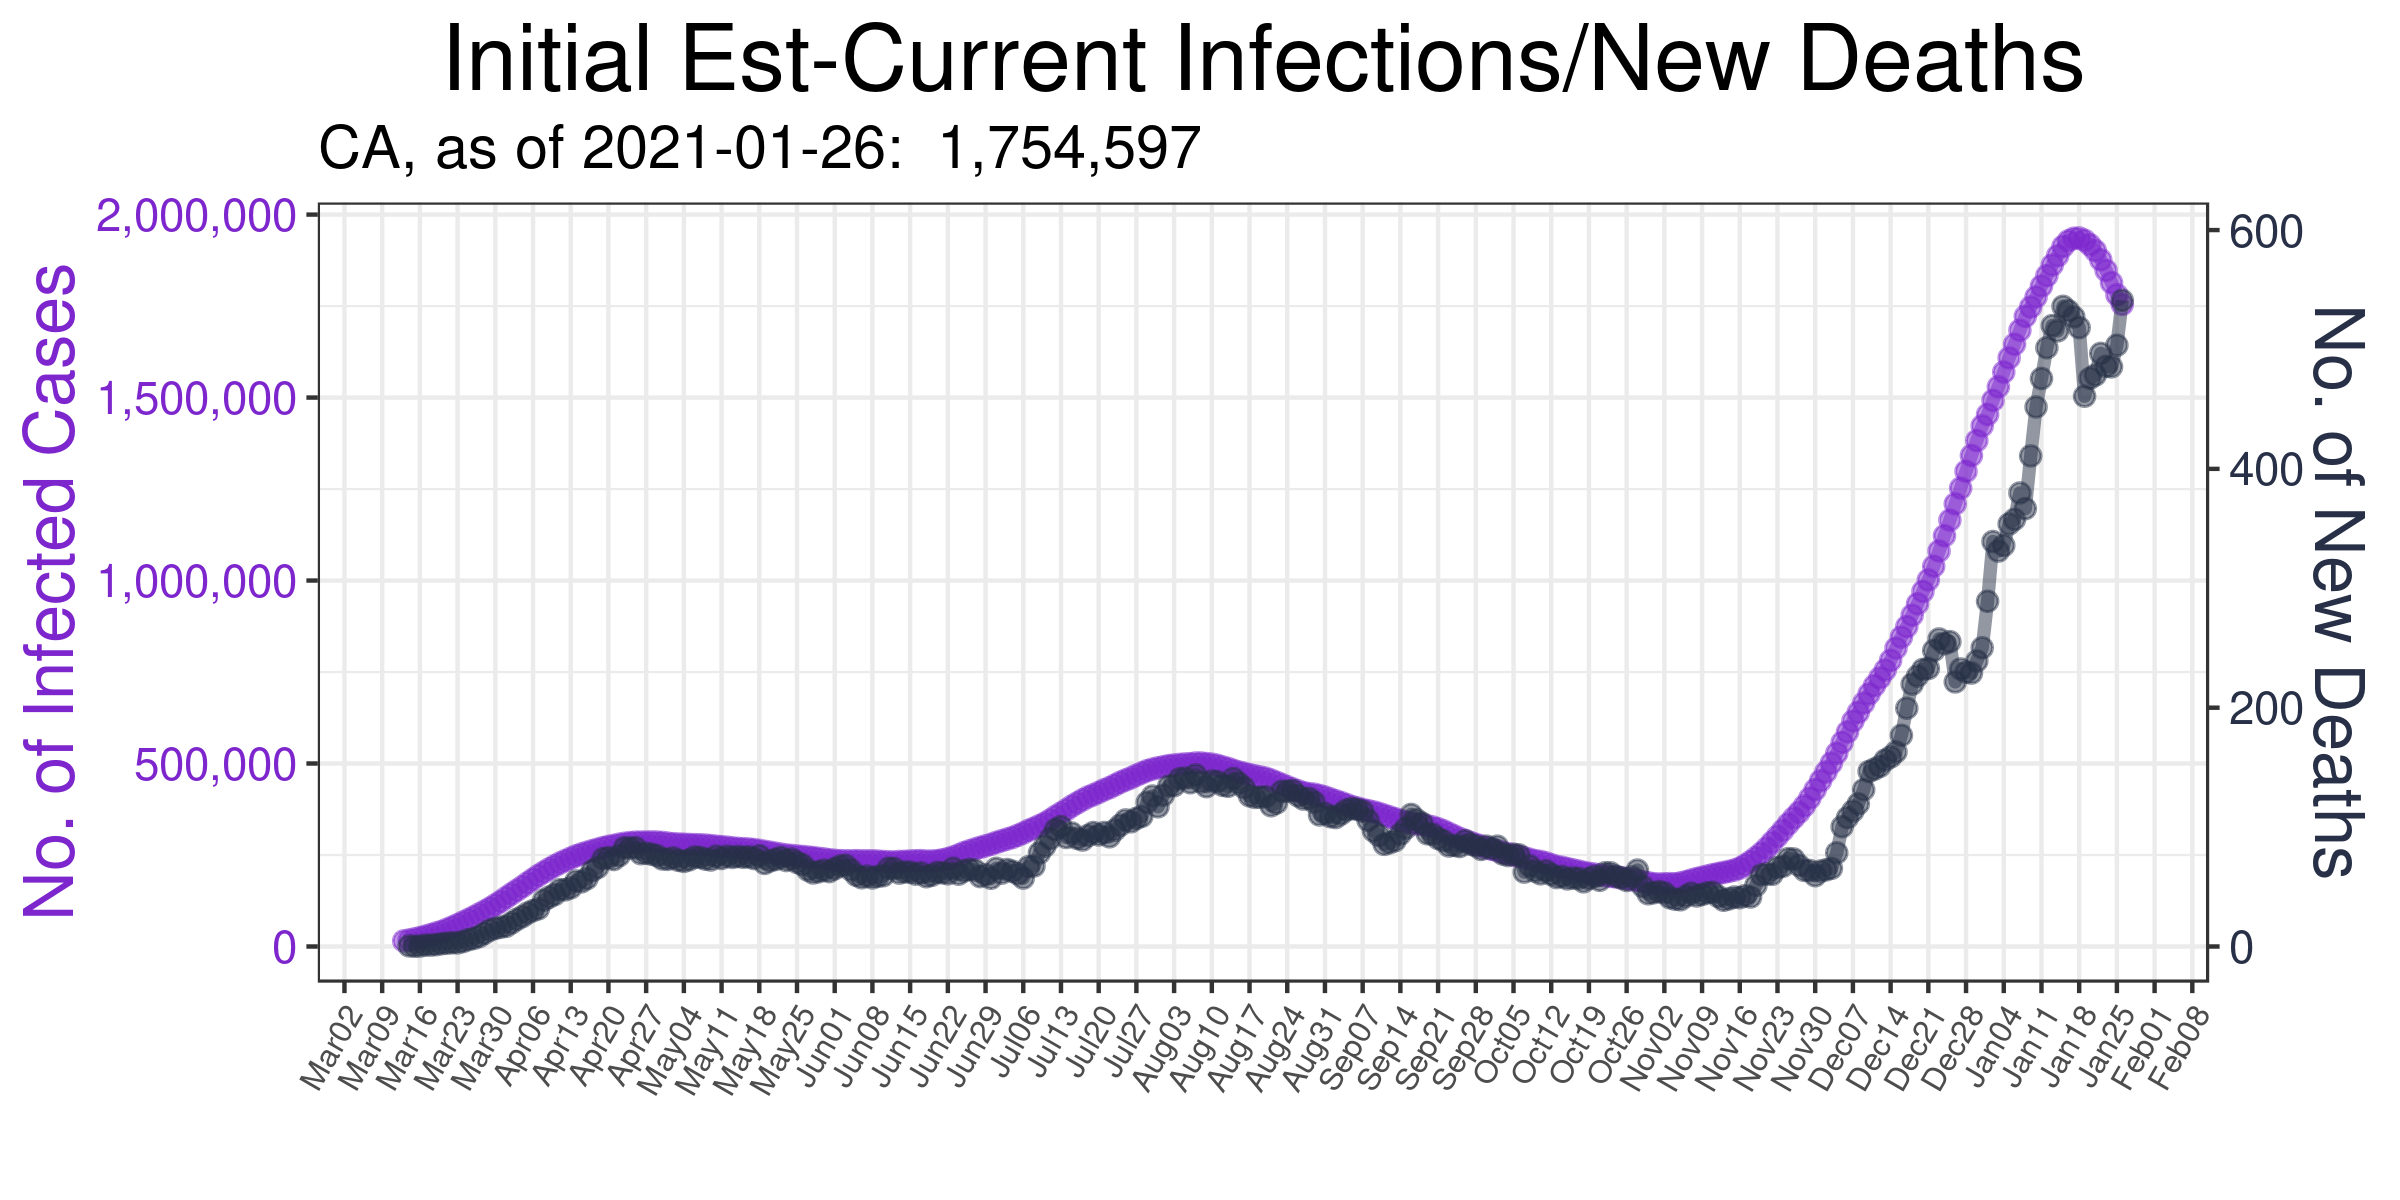 Initial Est-Current Infections/New Deaths
CA, as of 2021-01-26:  1,754,597
No. of Infected Cases
2,000,000
1,500,000
1,000,000
500,000
0
600
400
200
0
No. of New Deaths
Mar02
Mar09
Mar16
Mar23
Mar30
Apr06
Apr13
Apr20
Apr27
May04
May11
May18
May25
Jun01
Jun08
Jun15
Jun22
Jun29
Jul06
Jul13
Jul20
Jul27
Aug03
Aug10
Aug17
Aug24
Aug31
Sep07
Sep14
Sep21
Sep28
Oct05
Oct12
Oct19
Oct26
Nov02
Nov09
Nov16
Nov23
Nov30
Dec07
Dec14
Dec21
Dec28
Dec04
Jan11
Jan18
Jan25
Feb01
Feb08